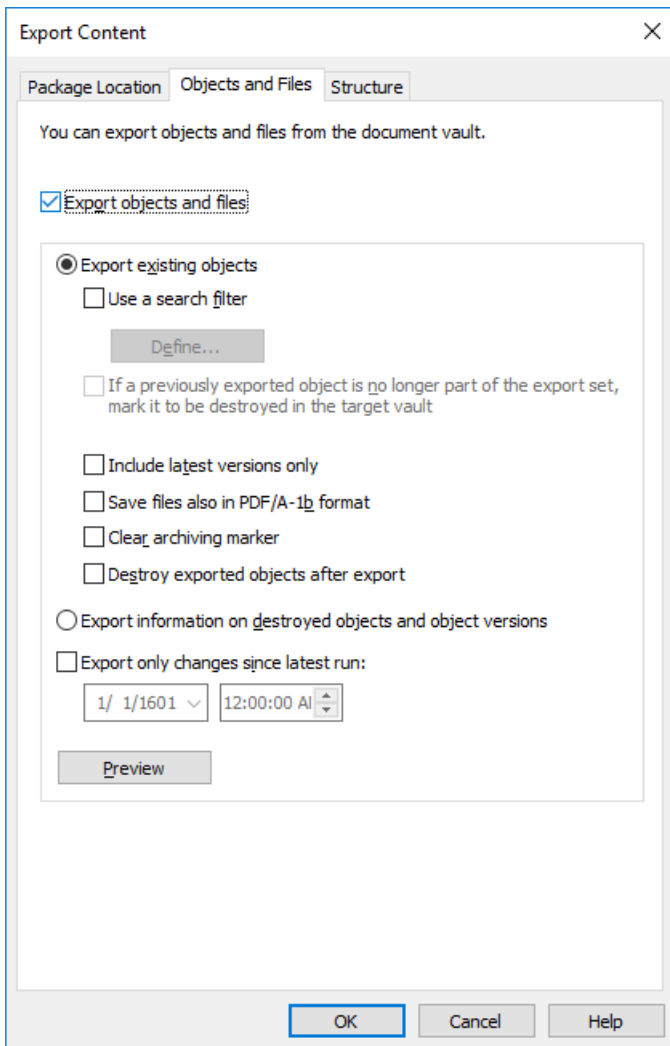 Export Content
Package Location Objects and Files Structure
You can export objects and files from the document vault.
Export objects and files
Export existing objects
Use a search filter
Define...
If a previously exported object is no longer part of the export set,
mark it to be destroyed in the target vault
Include latest versions only
Save files also in PDF/A-1b format
Clear archiving marker
Destroy exported objects after export
Export information on destroyed objects and object versions
Export only changes since latest run:
1/ 1/1601 12:00:00 AI
Preview
OK Cancel Help